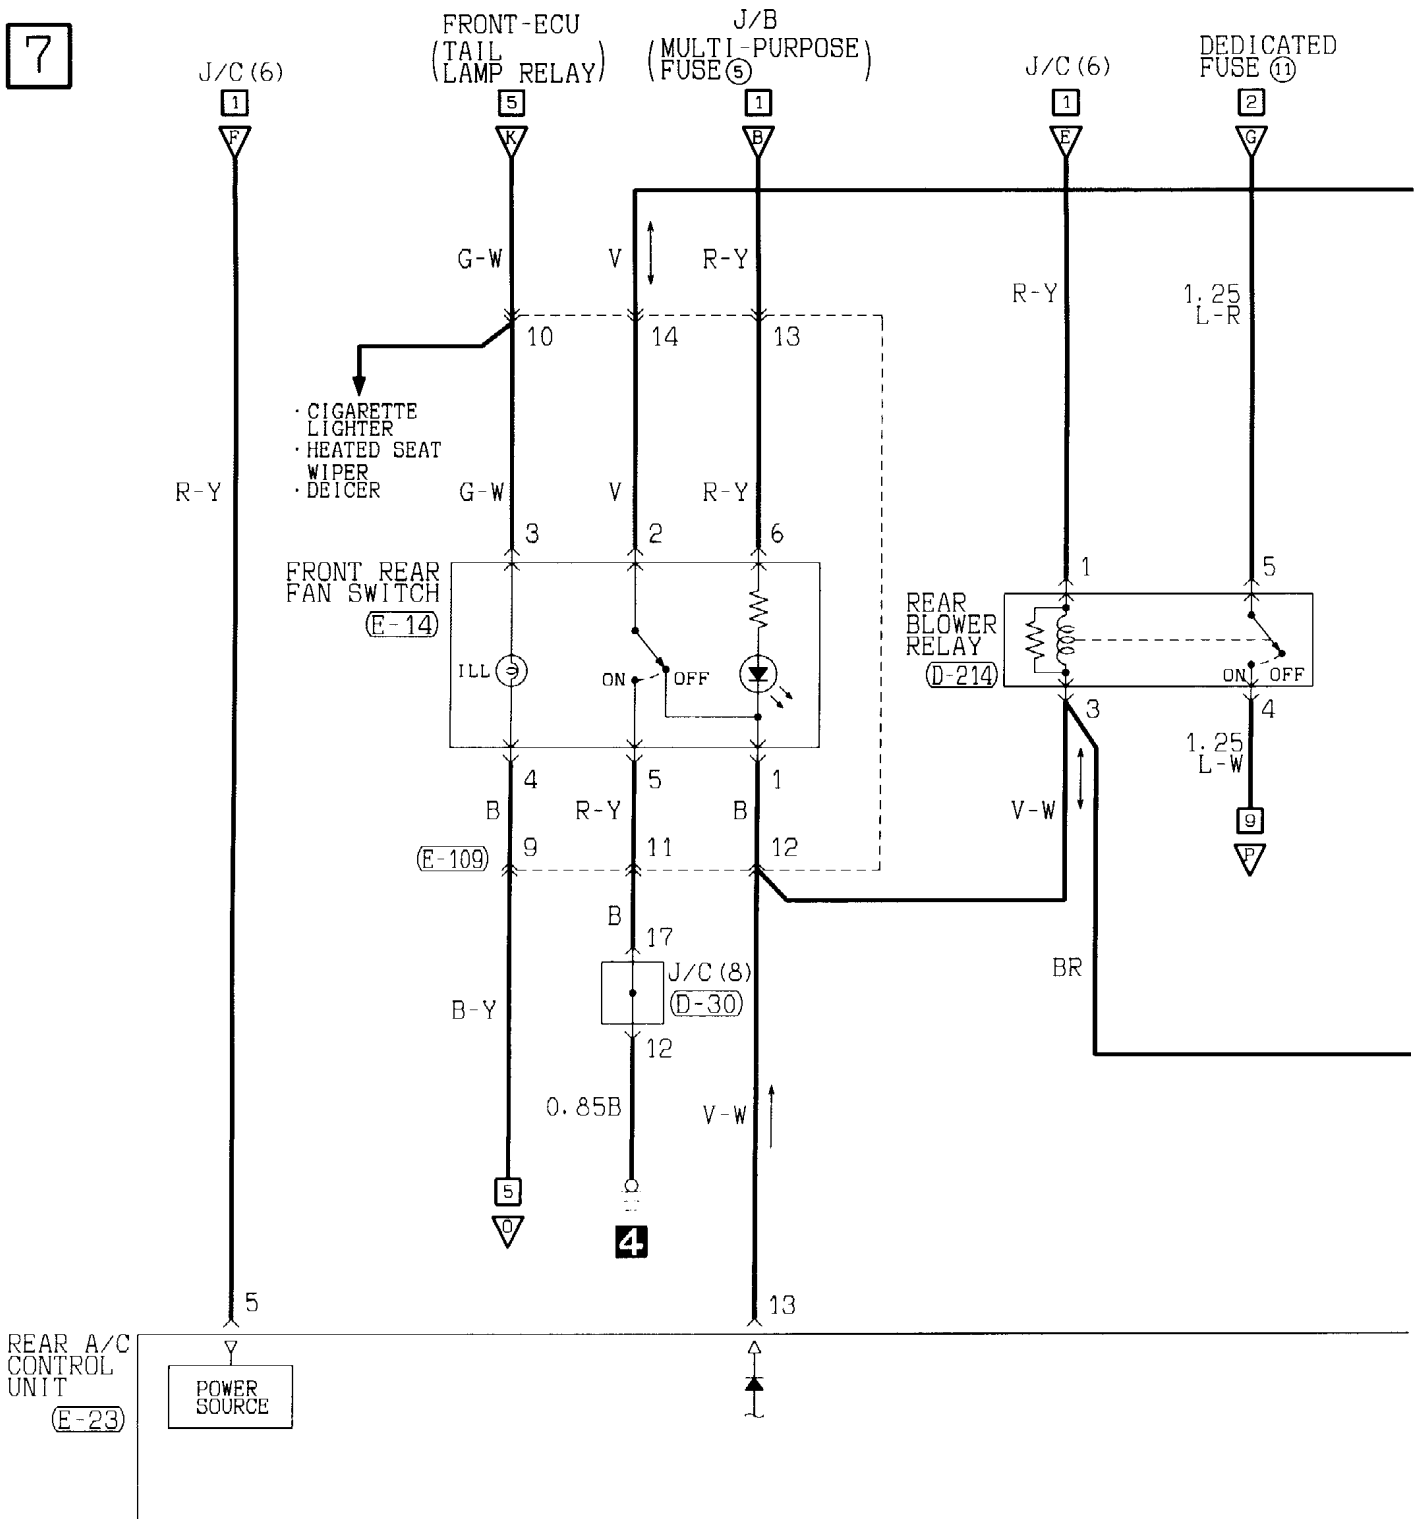 7
J/C (6)
1
F
FRONT-ECU
(TAIL
LAMP RELAY)
5
K
J/B
(MULTI-PURPOSE
FUSE ⑤)
1
B
J/C (6)
1
E
DEDICATED
FUSE ⑪
2
G
G-W
V
R-Y
R-Y
1.25
L-R
10
14
13
· CIGARETTE
LIGHTER
· HEATED SEAT
WIPER
· DEICER
R-Y
G-W
V
R-Y
3
2
6
1
5
FRONT REAR
FAN SWITCH
E-14
ILL
ON
OFF
REAR
BLOWER
RELAY
D-214
ON
OFF
4
5
1
3
4
B
R-Y
B
V-W
1.25
L-W
E-109
9
11
12
9
P
B
17
J/C (8)
D-30
BR
B-Y
12
0.85B
V-W
5
O
4
5
13
REAR A/C
CONTROL
UNIT
E-23
POWER
SOURCE